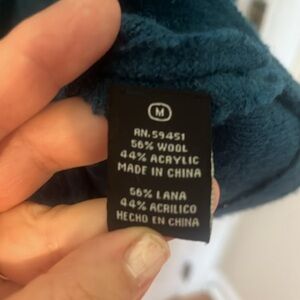 M
RN.59451
56% WOOL
44% ACRYLIC
MADE IN CHINA
56% LANA
44% ACRILICO
HECHO EN CHINA